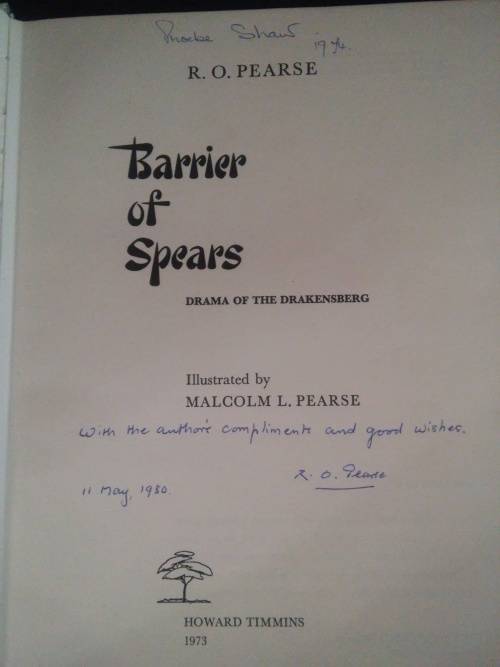 Phoebe Shaw.
1974.
R. O. PEARSE
Barrier
of
Spears
DRAMA OF THE DRAKENSBERG
Illustrated by
MALCOLM L. PEARSE
With the author's compliments and good wishes.
R. O. Pearse
11 May, 1980.
HOWARD TIMMINS
1973